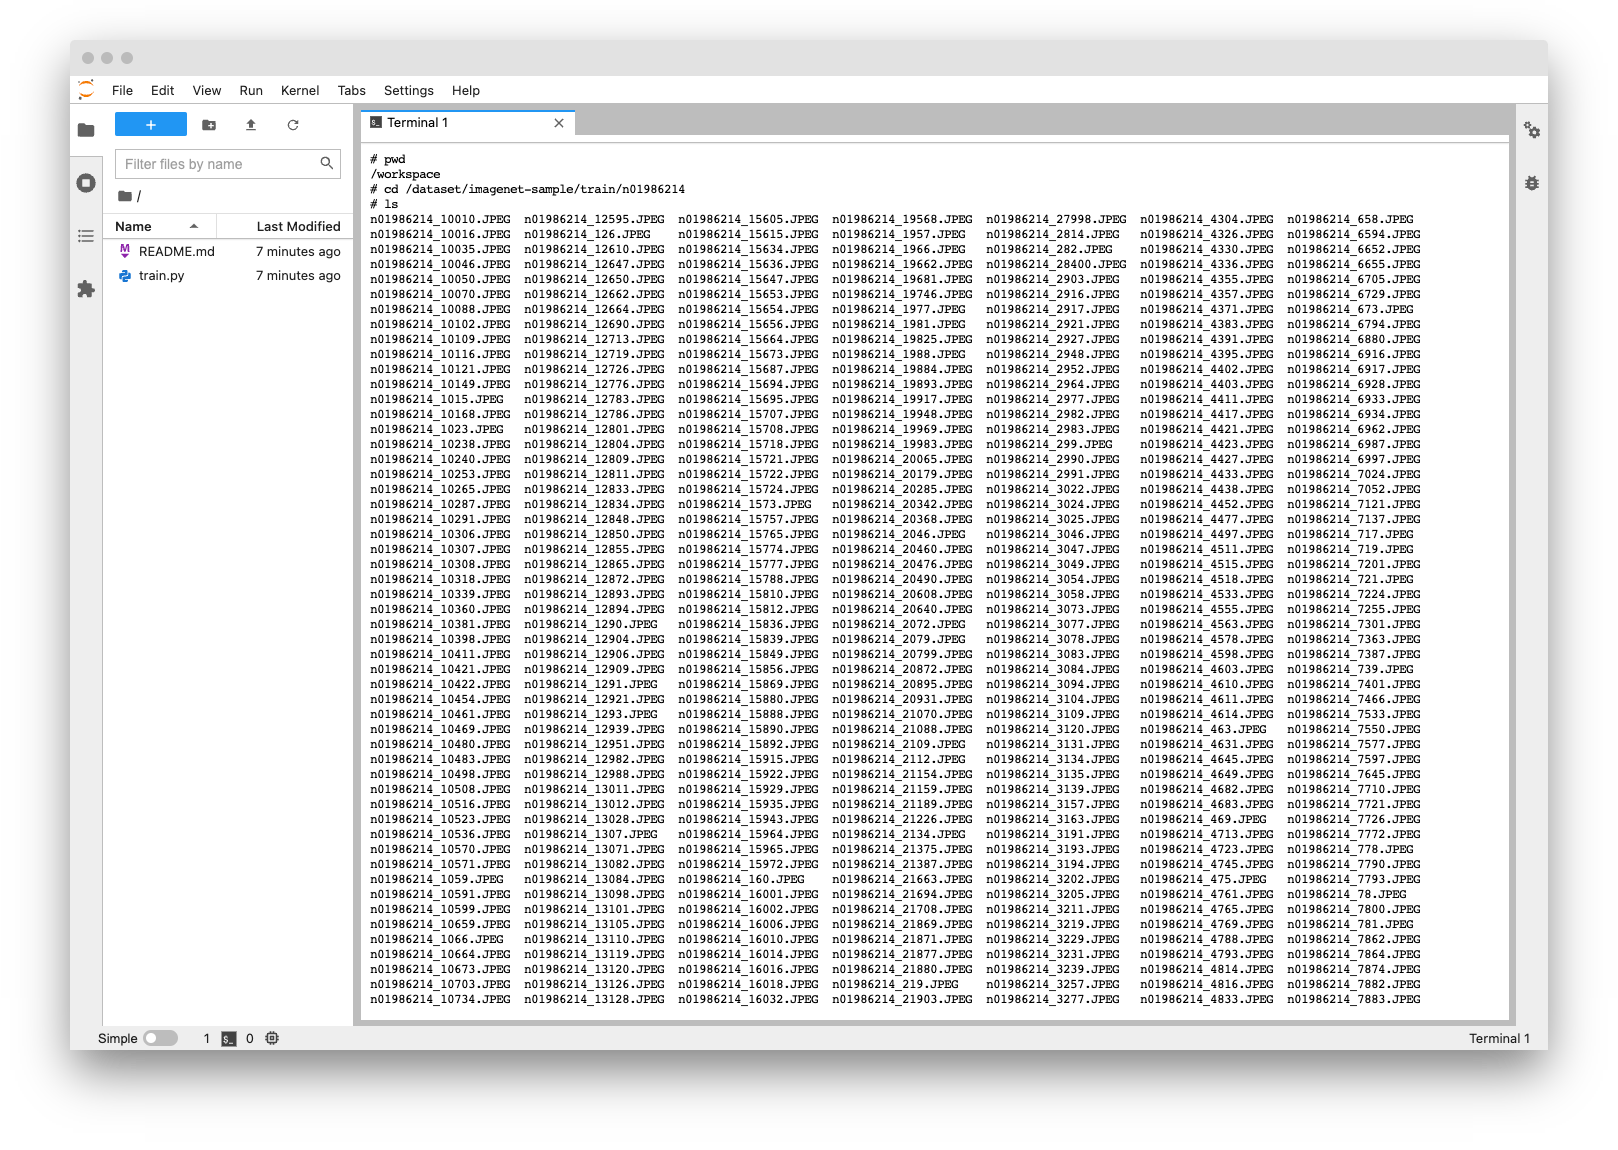 File Edit View Run Kernel Tabs Settings Help
+
Filter files by name
/
Name Last Modified
README.md 7 minutes ago
train.py 7 minutes ago
Terminal 1
# pwd
/workspace
# cd /dataset/imagenet-sample/train/n01986214
# ls
n01986214_10010.JPEG n01986214_12595.JPEG n01986214_15605.JPEG n01986214_19568.JPEG n01986214_27998.JPEG n01986214_4304.JPEG n01986214_658.JPEG
n01986214_10016.JPEG n01986214_126.JPEG n01986214_15615.JPEG n01986214_1957.JPEG n01986214_2814.JPEG n01986214_4326.JPEG n01986214_6594.JPEG
n01986214_10035.JPEG n01986214_12610.JPEG n01986214_15634.JPEG n01986214_1966.JPEG n01986214_282.JPEG n01986214_4330.JPEG n01986214_6652.JPEG
n01986214_10046.JPEG n01986214_12647.JPEG n01986214_15636.JPEG n01986214_19662.JPEG n01986214_28400.JPEG n01986214_4336.JPEG n01986214_6655.JPEG
n01986214_10050.JPEG n01986214_12650.JPEG n01986214_15647.JPEG n01986214_19681.JPEG n01986214_2903.JPEG n01986214_4355.JPEG n01986214_6705.JPEG
n01986214_10070.JPEG n01986214_12662.JPEG n01986214_15653.JPEG n01986214_19746.JPEG n01986214_2916.JPEG n01986214_4357.JPEG n01986214_6729.JPEG
n01986214_10088.JPEG n01986214_12664.JPEG n01986214_15654.JPEG n01986214_1977.JPEG n01986214_2917.JPEG n01986214_4371.JPEG n01986214_673.JPEG
n01986214_10102.JPEG n01986214_12690.JPEG n01986214_15656.JPEG n01986214_1981.JPEG n01986214_2921.JPEG n01986214_4383.JPEG n01986214_6794.JPEG
n01986214_10109.JPEG n01986214_12713.JPEG n01986214_15664.JPEG n01986214_19825.JPEG n01986214_2927.JPEG n01986214_4391.JPEG n01986214_6880.JPEG
n01986214_10116.JPEG n01986214_12719.JPEG n01986214_15673.JPEG n01986214_1988.JPEG n01986214_2948.JPEG n01986214_4395.JPEG n01986214_6916.JPEG
n01986214_10121.JPEG n01986214_12726.JPEG n01986214_15687.JPEG n01986214_19884.JPEG n01986214_2952.JPEG n01986214_4402.JPEG n01986214_6917.JPEG
n01986214_10149.JPEG n01986214_12776.JPEG n01986214_15694.JPEG n01986214_19893.JPEG n01986214_2964.JPEG n01986214_4403.JPEG n01986214_6928.JPEG
n01986214_1015.JPEG n01986214_12783.JPEG n01986214_15695.JPEG n01986214_19917.JPEG n01986214_2977.JPEG n01986214_4411.JPEG n01986214_6933.JPEG
n01986214_10168.JPEG n01986214_12786.JPEG n01986214_15707.JPEG n01986214_19948.JPEG n01986214_2982.JPEG n01986214_4417.JPEG n01986214_6934.JPEG
n01986214_1023.JPEG n01986214_12801.JPEG n01986214_15708.JPEG n01986214_19969.JPEG n01986214_2983.JPEG n01986214_4421.JPEG n01986214_6962.JPEG
n01986214_10238.JPEG n01986214_12804.JPEG n01986214_15718.JPEG n01986214_19983.JPEG n01986214_299.JPEG n01986214_4423.JPEG n01986214_6987.JPEG
n01986214_10240.JPEG n01986214_12809.JPEG n01986214_15721.JPEG n01986214_20065.JPEG n01986214_2990.JPEG n01986214_4427.JPEG n01986214_6997.JPEG
n01986214_10253.JPEG n01986214_12811.JPEG n01986214_15722.JPEG n01986214_20179.JPEG n01986214_2991.JPEG n01986214_4433.JPEG n01986214_7024.JPEG
n01986214_10265.JPEG n01986214_12833.JPEG n01986214_15724.JPEG n01986214_20285.JPEG n01986214_3022.JPEG n01986214_4438.JPEG n01986214_7052.JPEG
n01986214_10287.JPEG n01986214_12834.JPEG n01986214_1573.JPEG n01986214_20342.JPEG n01986214_3024.JPEG n01986214_4452.JPEG n01986214_7121.JPEG
n01986214_10291.JPEG n01986214_12848.JPEG n01986214_15757.JPEG n01986214_20368.JPEG n01986214_3025.JPEG n01986214_4477.JPEG n01986214_7137.JPEG
n01986214_10306.JPEG n01986214_12850.JPEG n01986214_15765.JPEG n01986214_2046.JPEG n01986214_3046.JPEG n01986214_4497.JPEG n01986214_717.JPEG
n01986214_10307.JPEG n01986214_12855.JPEG n01986214_15774.JPEG n01986214_20460.JPEG n01986214_3047.JPEG n01986214_4511.JPEG n01986214_719.JPEG
n01986214_10308.JPEG n01986214_12865.JPEG n01986214_15777.JPEG n01986214_20476.JPEG n01986214_3049.JPEG n01986214_4515.JPEG n01986214_7201.JPEG
n01986214_10318.JPEG n01986214_12872.JPEG n01986214_15788.JPEG n01986214_20490.JPEG n01986214_3054.JPEG n01986214_4518.JPEG n01986214_721.JPEG
n01986214_10339.JPEG n01986214_12893.JPEG n01986214_15810.JPEG n01986214_20608.JPEG n01986214_3058.JPEG n01986214_4533.JPEG n01986214_7224.JPEG
n01986214_10360.JPEG n01986214_12894.JPEG n01986214_15812.JPEG n01986214_20640.JPEG n01986214_3073.JPEG n01986214_4555.JPEG n01986214_7255.JPEG
n01986214_10381.JPEG n01986214_1290.JPEG n01986214_15836.JPEG n01986214_2072.JPEG n01986214_3077.JPEG n01986214_4563.JPEG n01986214_7301.JPEG
n01986214_10398.JPEG n01986214_12904.JPEG n01986214_15839.JPEG n01986214_2079.JPEG n01986214_3078.JPEG n01986214_4578.JPEG n01986214_7363.JPEG
n01986214_10411.JPEG n01986214_12906.JPEG n01986214_15849.JPEG n01986214_20799.JPEG n01986214_3083.JPEG n01986214_4598.JPEG n01986214_7387.JPEG
n01986214_10421.JPEG n01986214_12909.JPEG n01986214_15856.JPEG n01986214_20872.JPEG n01986214_3084.JPEG n01986214_4603.JPEG n01986214_739.JPEG
n01986214_10422.JPEG n01986214_1291.JPEG n01986214_15869.JPEG n01986214_20895.JPEG n01986214_3094.JPEG n01986214_4610.JPEG n01986214_7401.JPEG
n01986214_10454.JPEG n01986214_12921.JPEG n01986214_15880.JPEG n01986214_20931.JPEG n01986214_3104.JPEG n01986214_4611.JPEG n01986214_7466.JPEG
n01986214_10461.JPEG n01986214_1293.JPEG n01986214_15888.JPEG n01986214_21070.JPEG n01986214_3109.JPEG n01986214_4614.JPEG n01986214_7533.JPEG
n01986214_10469.JPEG n01986214_12939.JPEG n01986214_15890.JPEG n01986214_21088.JPEG n01986214_3120.JPEG n01986214_463.JPEG n01986214_7550.JPEG
n01986214_10480.JPEG n01986214_12951.JPEG n01986214_15892.JPEG n01986214_2109.JPEG n01986214_3131.JPEG n01986214_4631.JPEG n01986214_7577.JPEG
n01986214_10483.JPEG n01986214_12982.JPEG n01986214_15915.JPEG n01986214_2112.JPEG n01986214_3134.JPEG n01986214_4645.JPEG n01986214_7597.JPEG
n01986214_10498.JPEG n01986214_12988.JPEG n01986214_15922.JPEG n01986214_21154.JPEG n01986214_3135.JPEG n01986214_4649.JPEG n01986214_7645.JPEG
n01986214_10508.JPEG n01986214_13011.JPEG n01986214_15929.JPEG n01986214_21159.JPEG n01986214_3139.JPEG n01986214_4682.JPEG n01986214_7710.JPEG
n01986214_10516.JPEG n01986214_13012.JPEG n01986214_15935.JPEG n01986214_21189.JPEG n01986214_3157.JPEG n01986214_4683.JPEG n01986214_7721.JPEG
n01986214_10523.JPEG n01986214_13028.JPEG n01986214_15943.JPEG n01986214_21226.JPEG n01986214_3163.JPEG n01986214_469.JPEG n01986214_7726.JPEG
n01986214_10536.JPEG n01986214_1307.JPEG n01986214_15964.JPEG n01986214_2134.JPEG n01986214_3191.JPEG n01986214_4713.JPEG n01986214_7772.JPEG
n01986214_10570.JPEG n01986214_13071.JPEG n01986214_15965.JPEG n01986214_21375.JPEG n01986214_3193.JPEG n01986214_4723.JPEG n01986214_778.JPEG
n01986214_10571.JPEG n01986214_13082.JPEG n01986214_15972.JPEG n01986214_21387.JPEG n01986214_3194.JPEG n01986214_4745.JPEG n01986214_7790.JPEG
n01986214_1059.JPEG n01986214_13084.JPEG n01986214_160.JPEG n01986214_21663.JPEG n01986214_3202.JPEG n01986214_475.JPEG n01986214_7793.JPEG
n01986214_10591.JPEG n01986214_13098.JPEG n01986214_16001.JPEG n01986214_21694.JPEG n01986214_3205.JPEG n01986214_4761.JPEG n01986214_78.JPEG
n01986214_10599.JPEG n01986214_13101.JPEG n01986214_16002.JPEG n01986214_21708.JPEG n01986214_3211.JPEG n01986214_4765.JPEG n01986214_7800.JPEG
n01986214_10659.JPEG n01986214_13105.JPEG n01986214_16006.JPEG n01986214_21869.JPEG n01986214_3219.JPEG n01986214_4769.JPEG n01986214_781.JPEG
n01986214_1066.JPEG n01986214_13110.JPEG n01986214_16010.JPEG n01986214_21871.JPEG n01986214_3229.JPEG n01986214_4788.JPEG n01986214_7862.JPEG
n01986214_10664.JPEG n01986214_13119.JPEG n01986214_16014.JPEG n01986214_21877.JPEG n01986214_3231.JPEG n01986214_4793.JPEG n01986214_7864.JPEG
n01986214_10673.JPEG n01986214_13120.JPEG n01986214_16016.JPEG n01986214_21880.JPEG n01986214_3239.JPEG n01986214_4814.JPEG n01986214_7874.JPEG
n01986214_10703.JPEG n01986214_13126.JPEG n01986214_16018.JPEG n01986214_219.JPEG n01986214_3257.JPEG n01986214_4816.JPEG n01986214_7882.JPEG
n01986214_10734.JPEG n01986214_13128.JPEG n01986214_16032.JPEG n01986214_21903.JPEG n01986214_3277.JPEG n01986214_4833.JPEG n01986214_7883.JPEG
Simple 1 0 Terminal 1